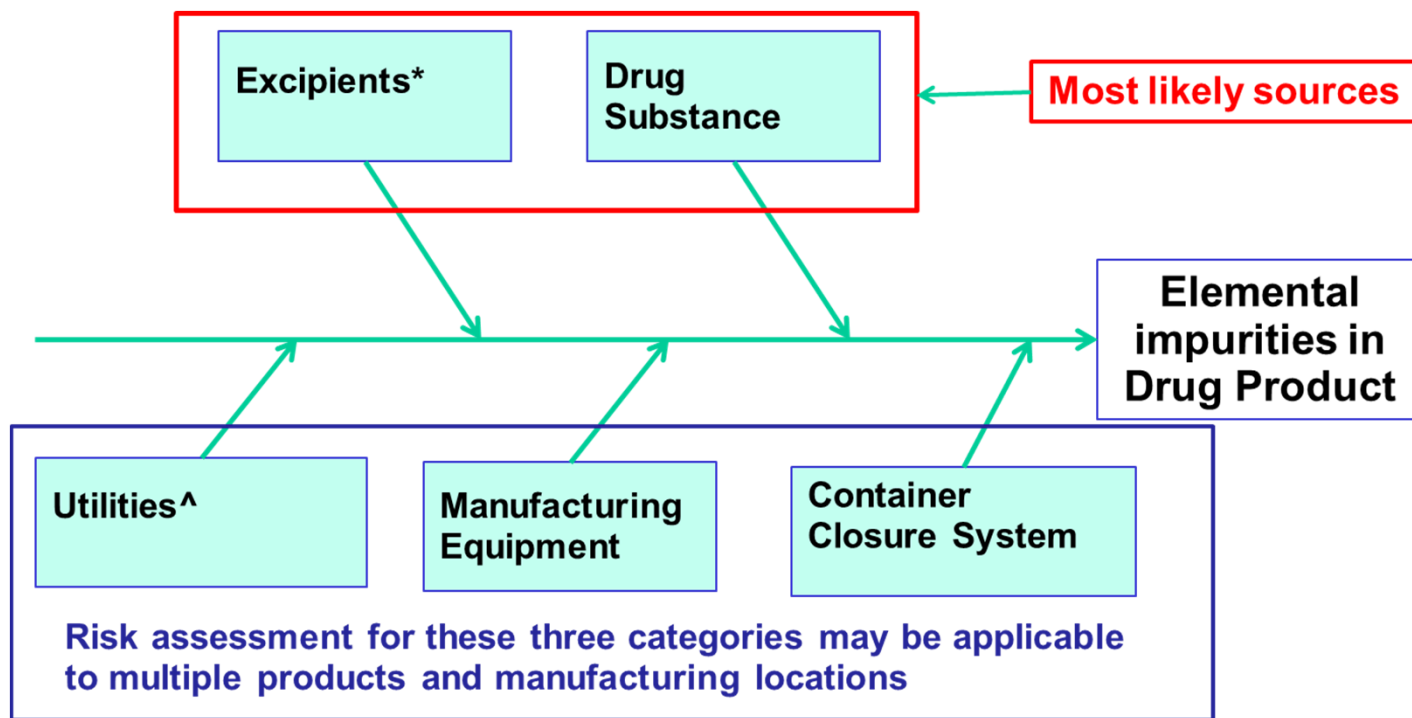 Excipients*
Drug
Substance
Most likely sources
Elemental
impurities in
Drug Product
Utilities^
Manufacturing
Equipment
Container
Closure System
Risk assessment for these three categories may be applicable
to multiple products and manufacturing locations